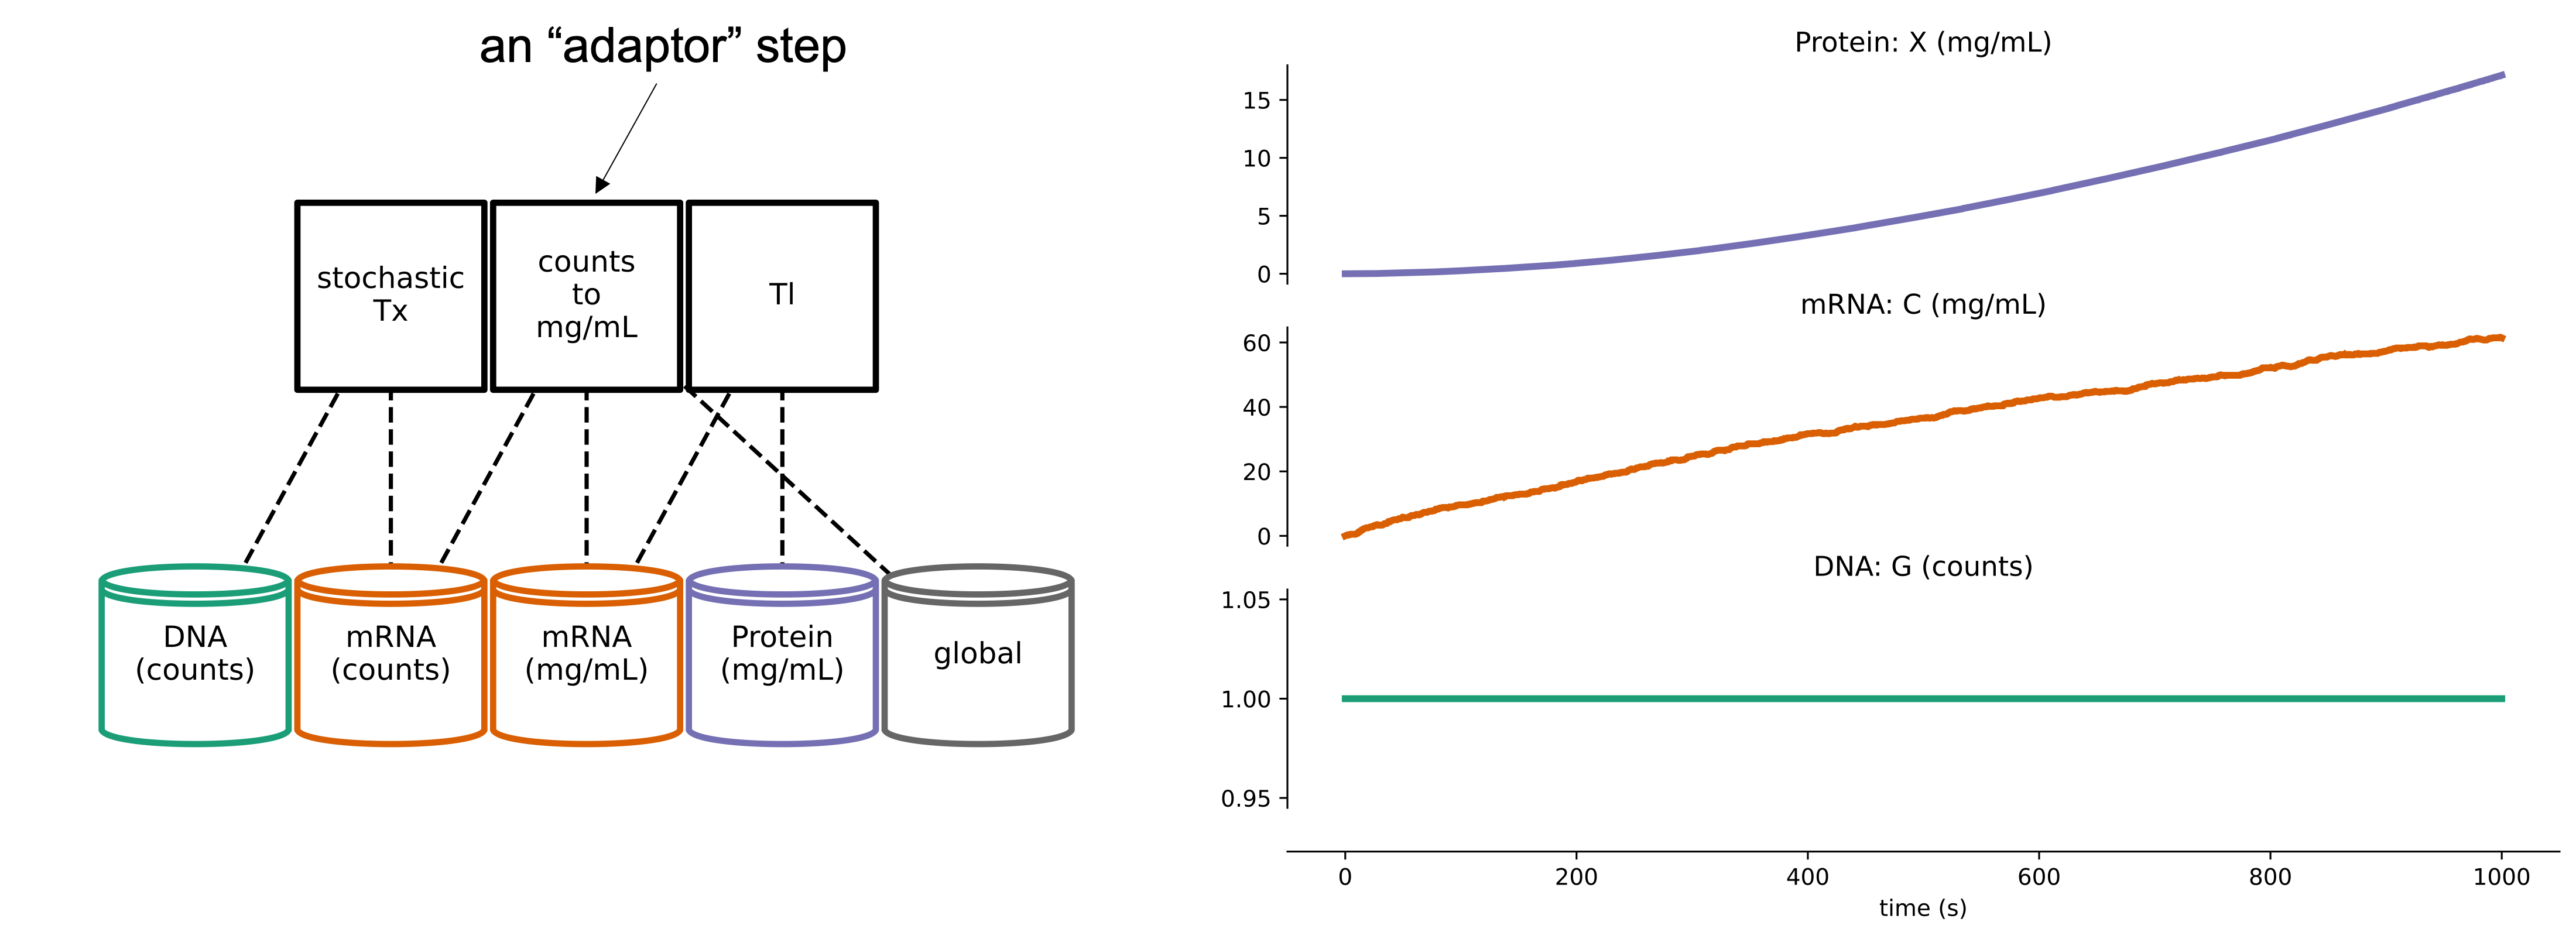 an “adaptor” step
stochastic
Tx
counts
to
mg/mL
Tl
DNA
(counts)
mRNA
(counts)
mRNA
(mg/mL)
Protein
(mg/mL)
global
Protein: X (mg/mL)
15
10
5
0
mRNA: C (mg/mL)
60
40
20
0
DNA: G (counts)
1.05
1.00
0.95
0 200 400 600 800 1000
time (s)